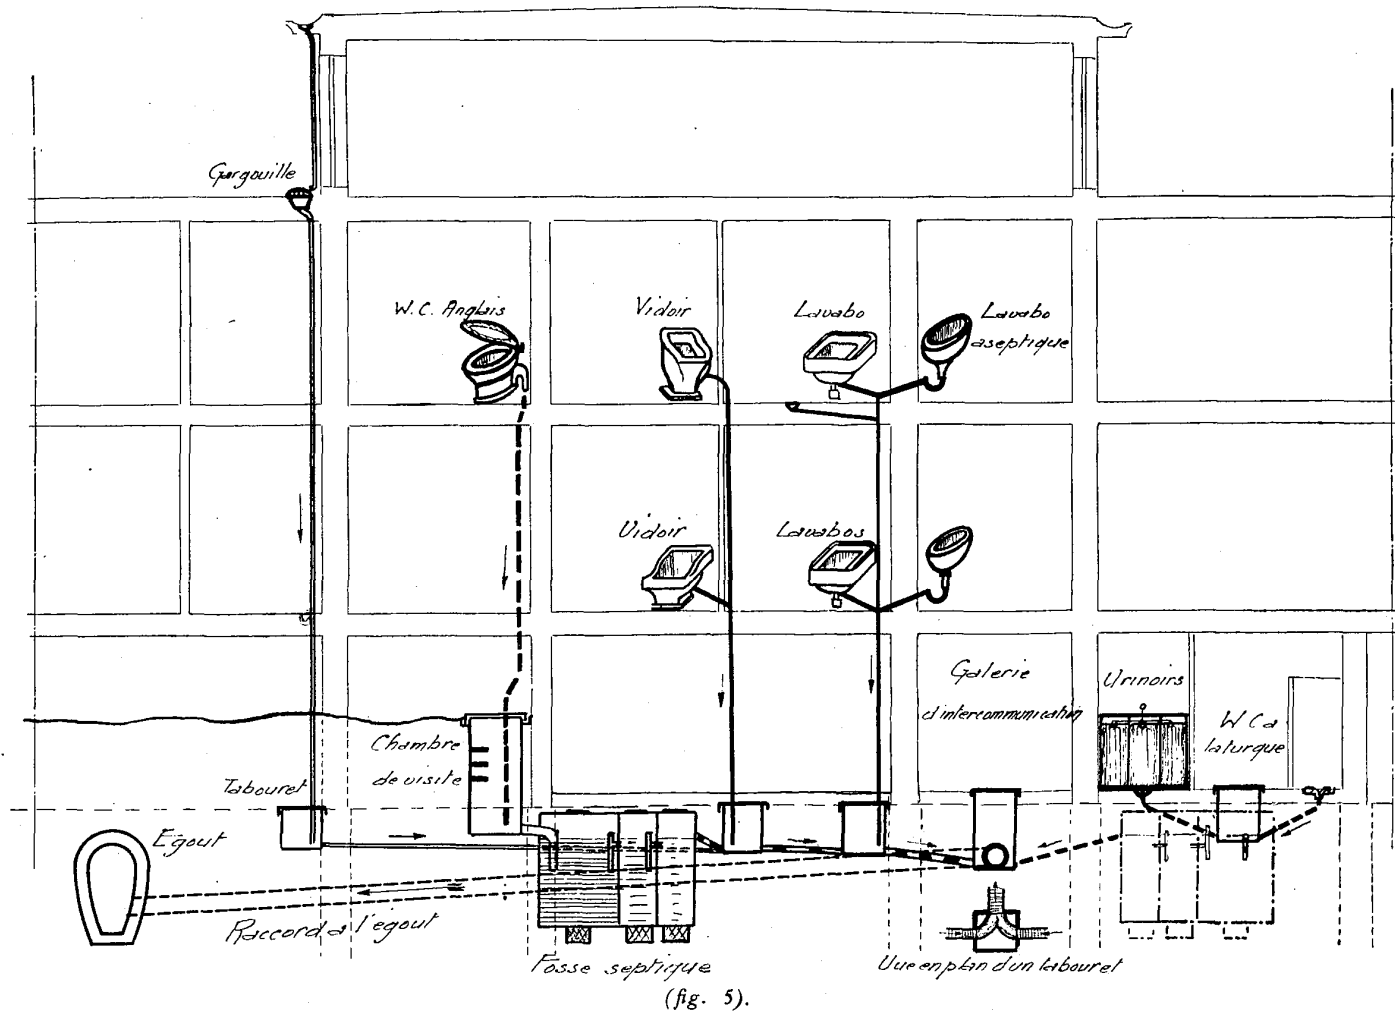 Gargouille
W.C. Anglais
Vidoir
Lavabo
Lavabo
aseptique
Vidoir
Lavabos
Galerie
d'intercommunication
Urinoirs
W C a
la turque
Chambre
de visite
Tabouret
Egout
Raccord a l'egout
Fosse septique
Vue en plan d'un tabouret
(fig. 5).